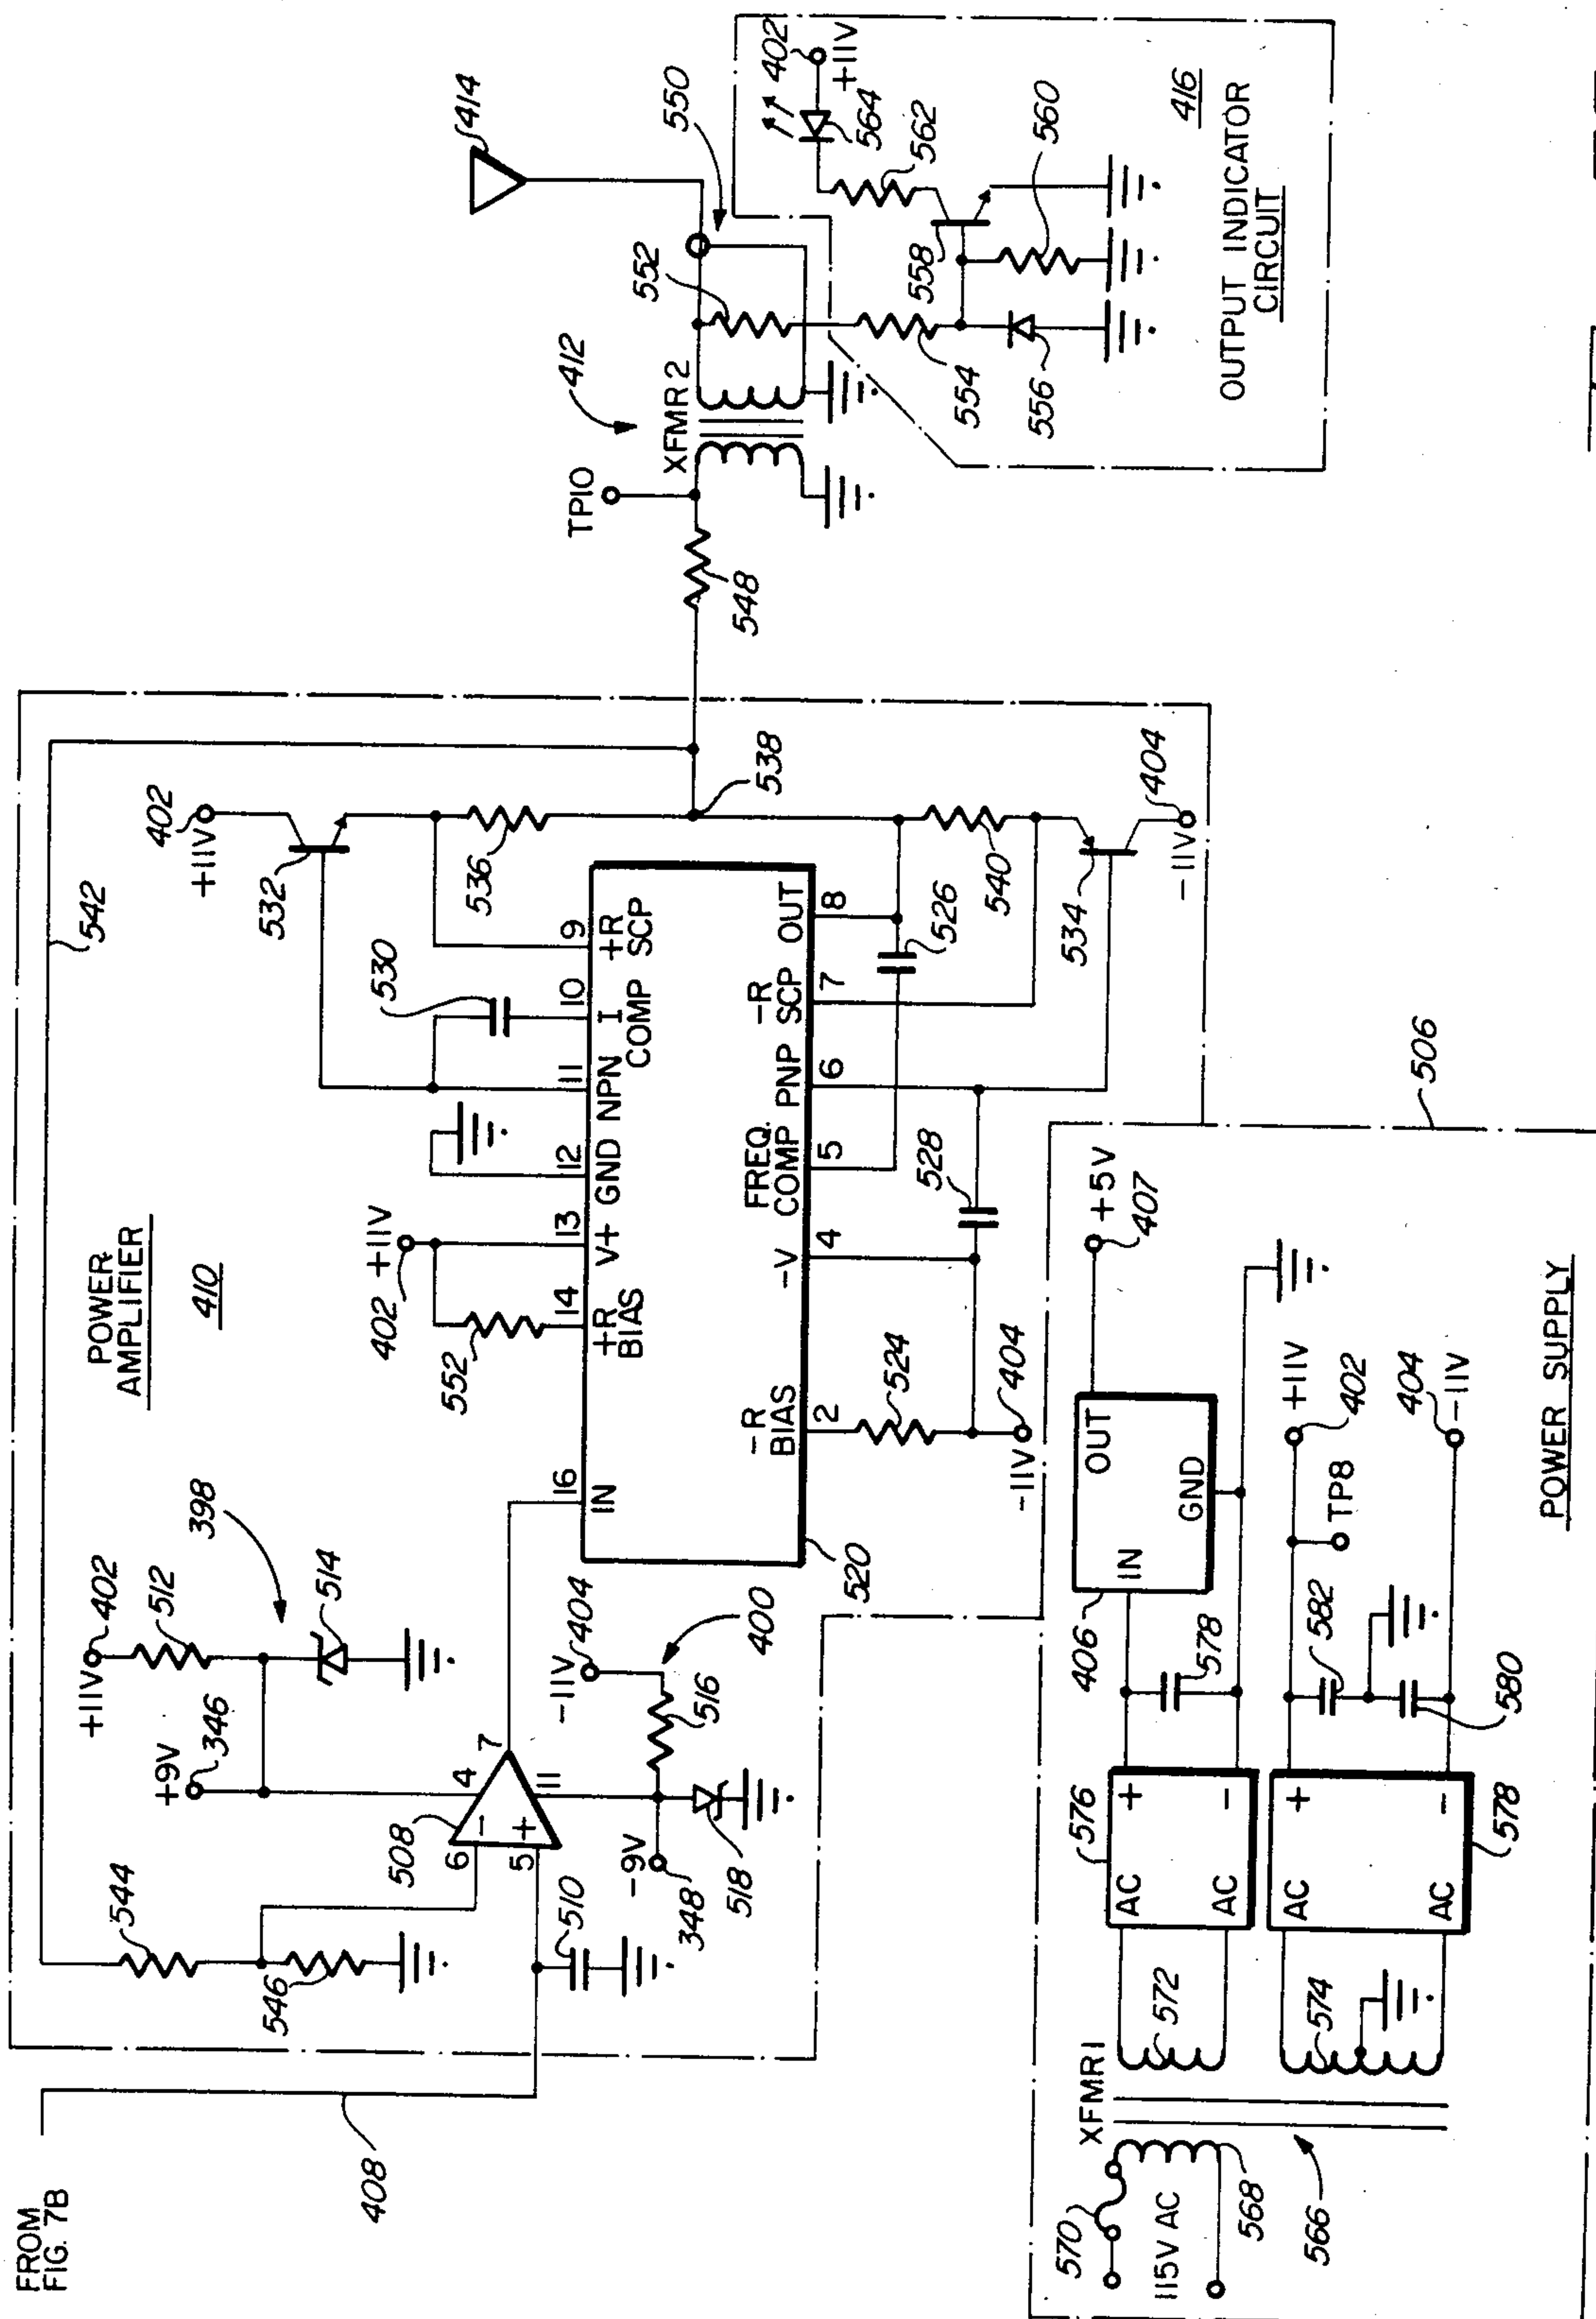 FROM
FIG. 7B
408
POWER
AMPLIFIER
410
542
544
546
508
6
5
4
7
11
510
+9V
346
+11V
402
512
398
514
-9V
348
518
516
-11V
404
400
520
16
IN
14
+R
BIAS
552
402
+11V
13
V+
12
GND
11
NPN
10
I
COMP
530
9
+R
SCP
2
-R
BIAS
524
-11V
404
4
-V
528
5
FREQ.
COMP
6
PNP
7
-R
SCP
8
OUT
526
532
+11V
402
536
538
540
534
-11V
404
548
TP10
412
XFMR 2
552
550
414
554
556
558
560
562
564
402
+11V
416
OUTPUT INDICATOR
CIRCUIT
506
XFMR1
570
115V AC
568
566
572
574
576
AC
AC
+
-
578
AC
AC
+
-
578
406
IN
OUT
GND
+5V
407
582
580
TP8
+11V
402
404
-11V
POWER SUPPLY